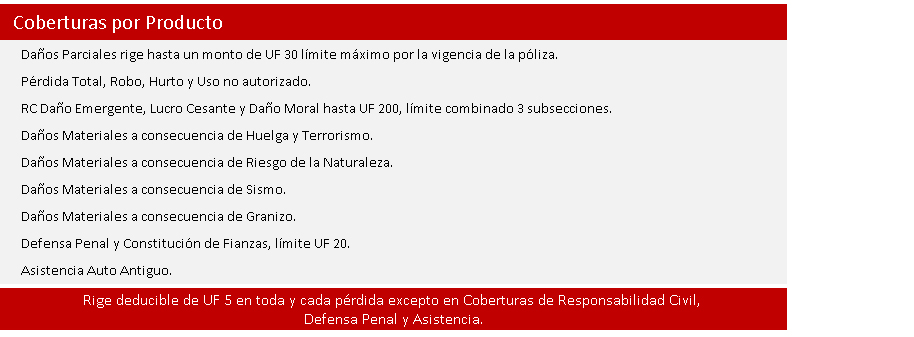 Coberturas por Producto
Daños Parciales rige hasta un monto de UF 30 límite máximo por la vigencia de la póliza.
Pérdida Total, Robo, Hurto y Uso no autorizado.
RC Daño Emergente, Lucro Cesante y Daño Moral hasta UF 200, límite combinado 3 subsecciones.
Daños Materiales a consecuencia de Huelga y Terrorismo.
Daños Materiales a consecuencia de Riesgo de la Naturaleza.
Daños Materiales a consecuencia de Sismo.
Daños Materiales a consecuencia de Granizo.
Defensa Penal y Constitución de Fianzas, límite UF 20.
Asistencia Auto Antiguo.
Rige deducible de UF 5 en toda y cada pérdida excepto en Coberturas de Responsabilidad Civil,
Defensa Penal y Asistencia.